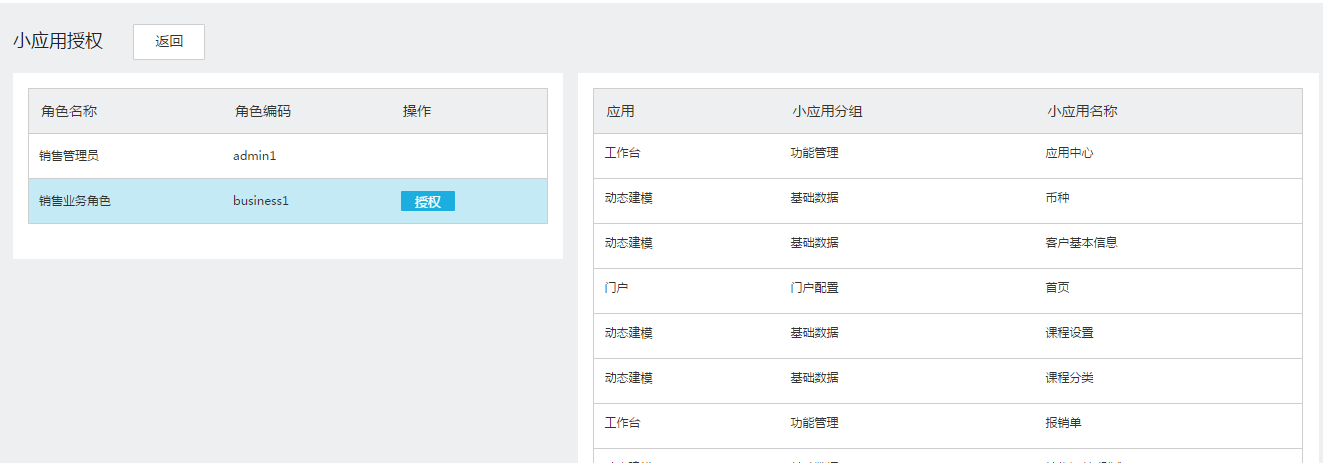 小应用授权 返回
角色名称 角色编码 操作
销售管理员 admin1
销售业务角色 business1 授权
应用 小应用分组 小应用名称
工作台 功能管理 应用中心
动态建模 基础数据 币种
动态建模 基础数据 客户基本信息
门户 门户配置 首页
动态建模 基础数据 课程设置
动态建模 基础数据 课程分类
工作台 功能管理 报销单